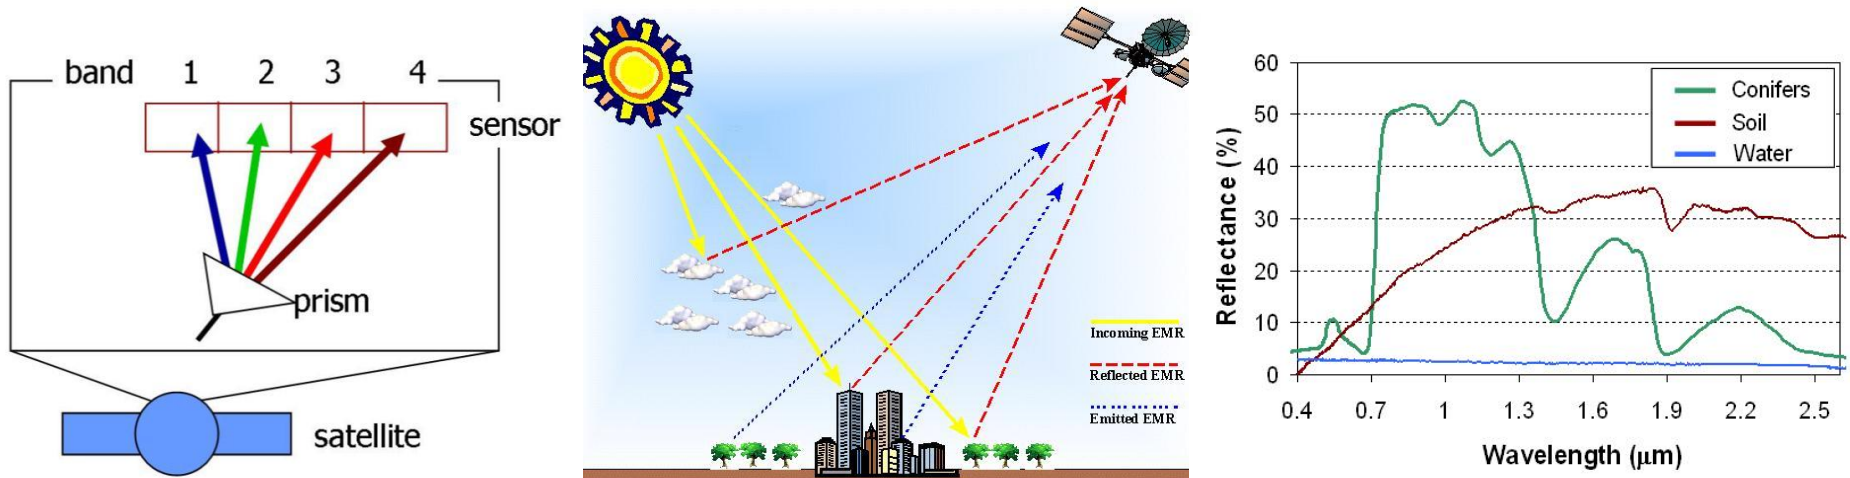 band 1 2 3 4
sensor
prism
satellite
Incoming EMR
Reflected EMR
Emitted EMR
Reflectance (%)
60
50
40
30
20
10
0
Conifers
Soil
Water
0.4 0.7 1 1.3 1.6 1.9 2.2 2.5
Wavelength (μm)